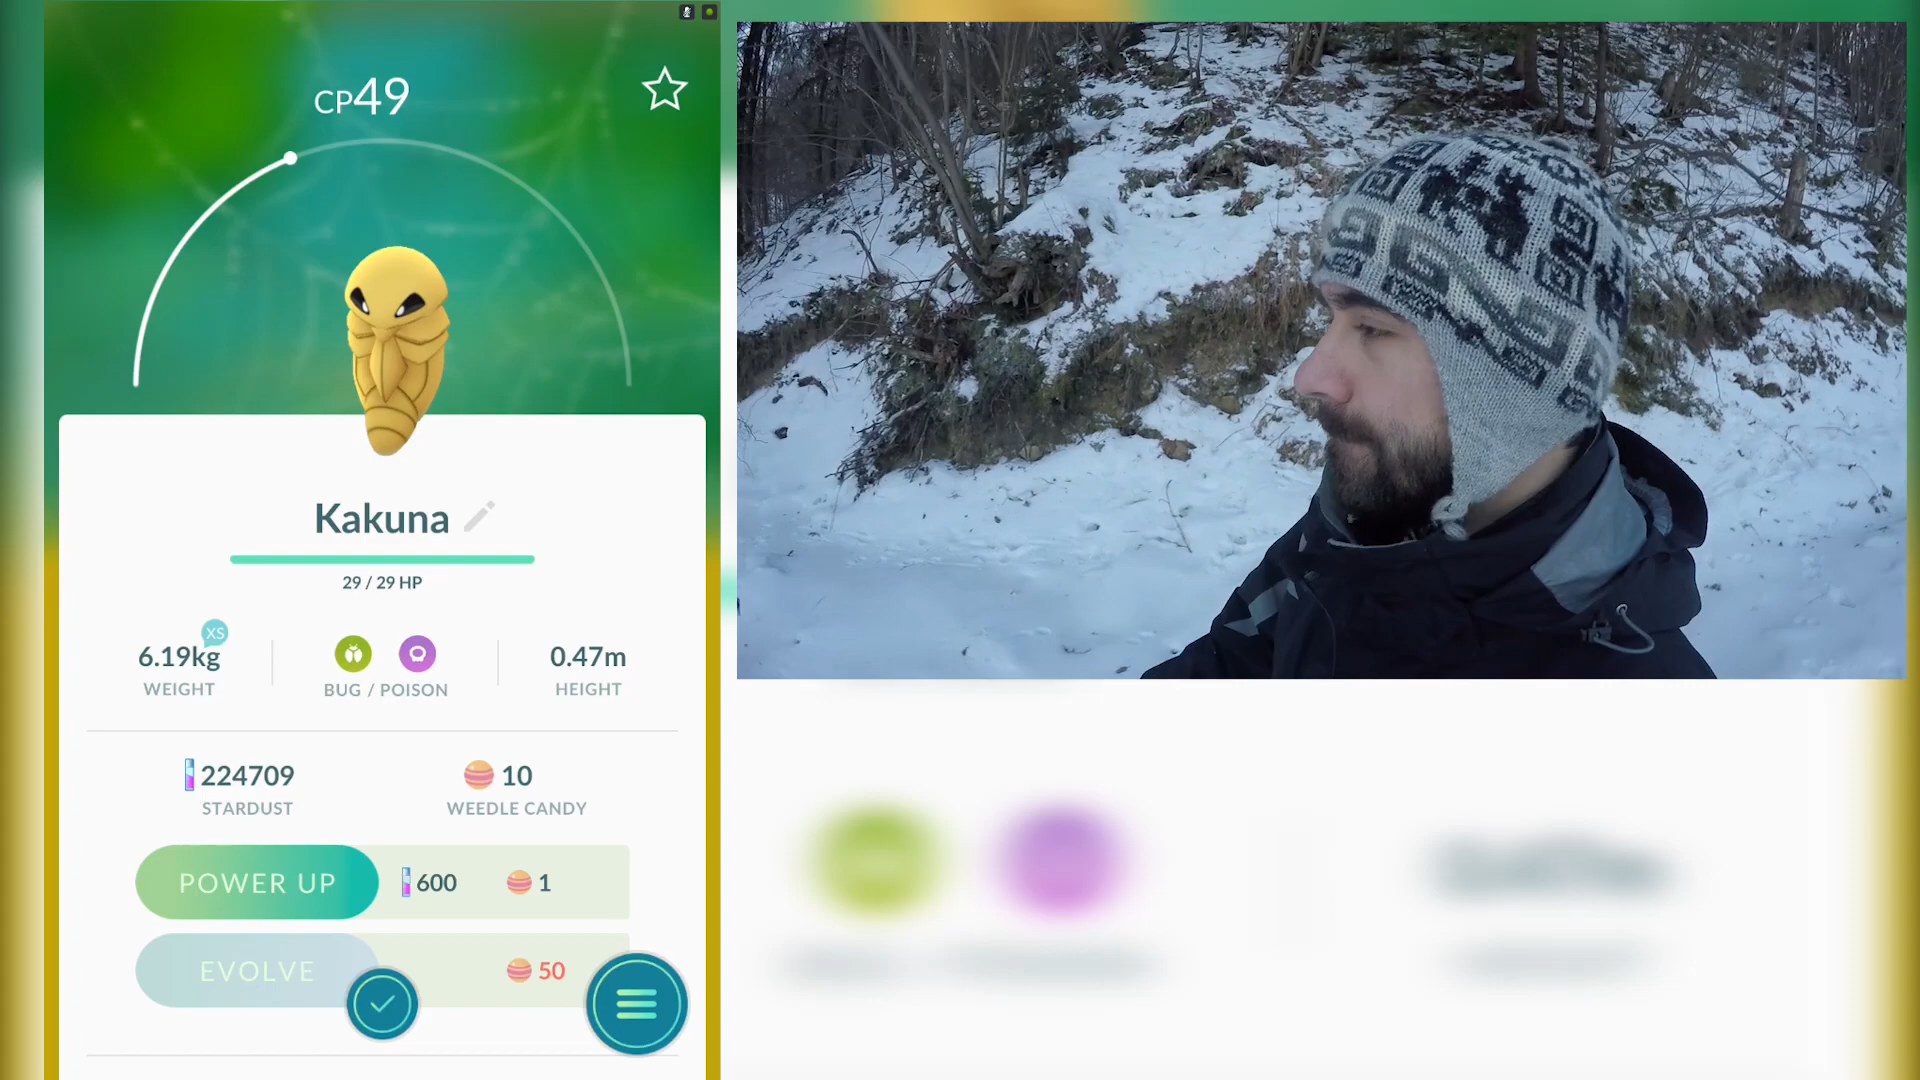 CP49
Kakuna
29 / 29 HP
XS
6.19kg
WEIGHT
BUG / POISON
0.47m
HEIGHT
224709
STARDUST
10
WEEDLE CANDY
POWER UP 600 1
EVOLVE 50